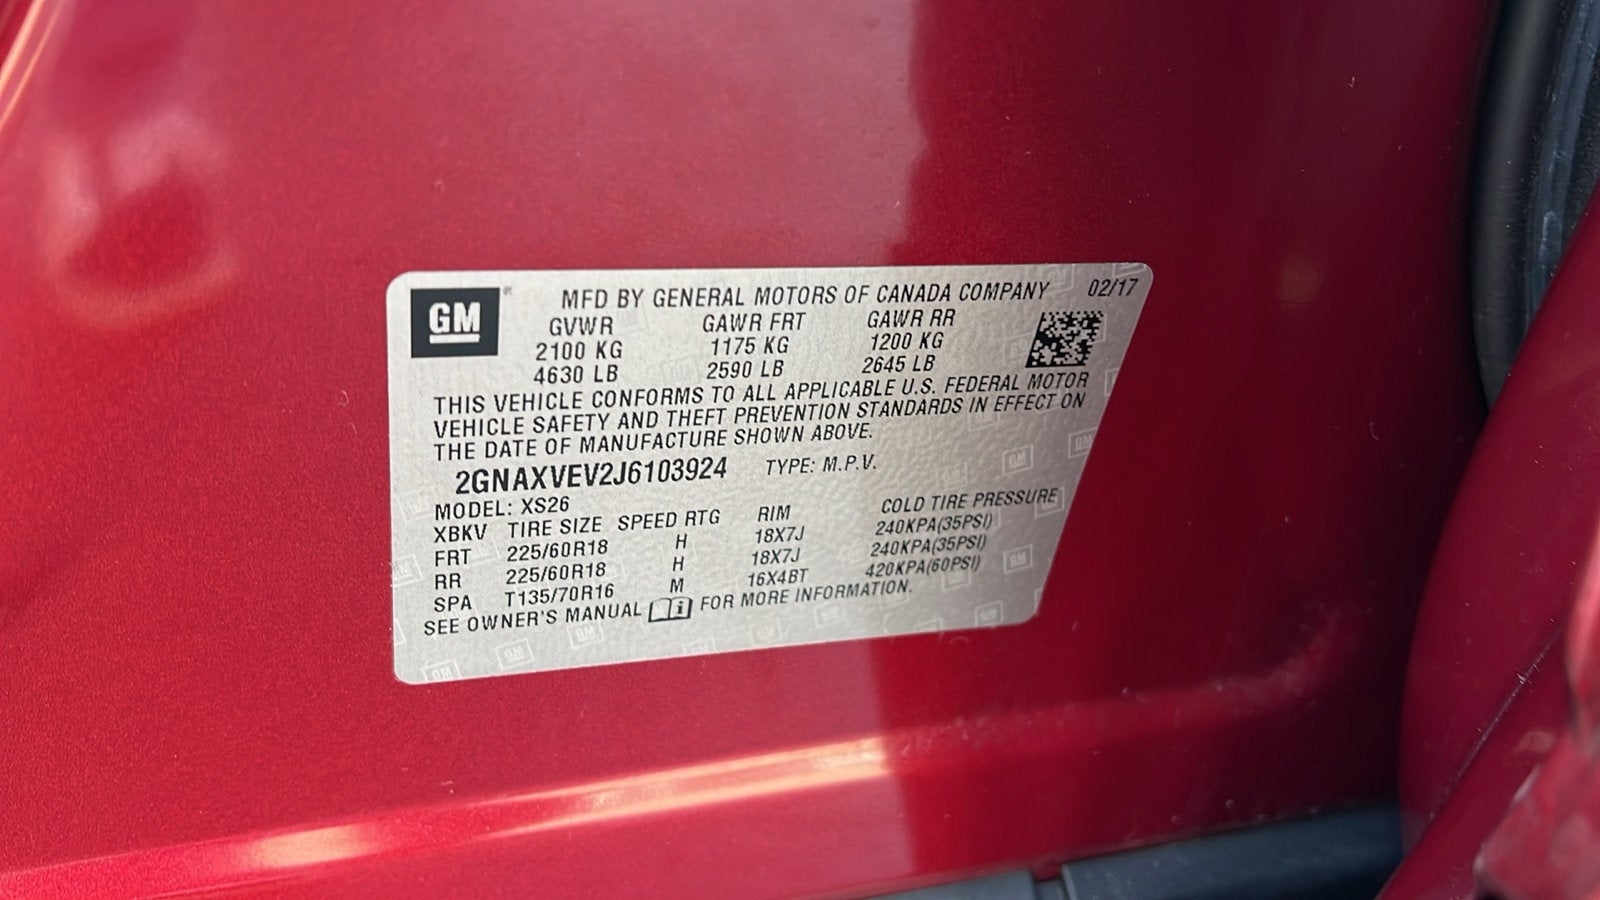 GM
MFD BY GENERAL MOTORS OF CANADA COMPANY 02/17
GVWR GAWR FRT GAWR RR
2100 KG 1175 KG 1200 KG
4630 LB 2590 LB 2645 LB
THIS VEHICLE CONFORMS TO ALL APPLICABLE U.S. FEDERAL MOTOR
VEHICLE SAFETY AND THEFT PREVENTION STANDARDS IN EFFECT ON
THE DATE OF MANUFACTURE SHOWN ABOVE.
2GNAXVEV2J6103924 TYPE: M.P.V.
MODEL: XS26
XBKV TIRE SIZE SPEED RTG RIM COLD TIRE PRESSURE
FRT 225/60R18 H 18X7J 240KPA(35PSI)
RR 225/60R18 H 18X7J 240KPA(35PSI)
SPA T135/70R16 M 16X4BT 420KPA(60PSI)
SEE OWNER'S MANUAL i FOR MORE INFORMATION.